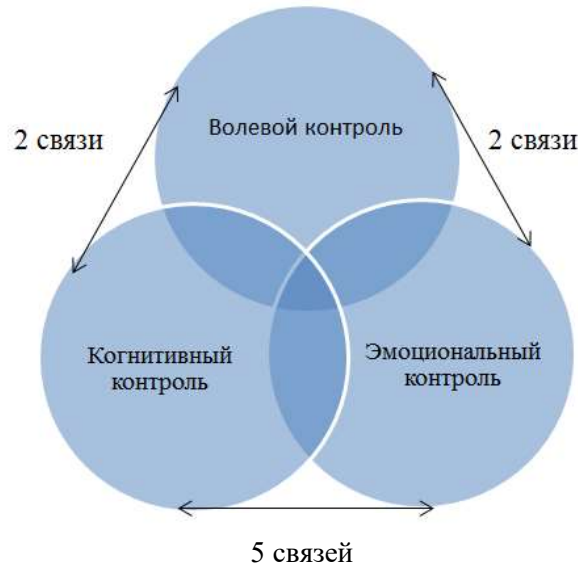 Волевой контроль
2 связи
2 связи
Когнитивный
контроль
Эмоциональный
контроль
5 связей